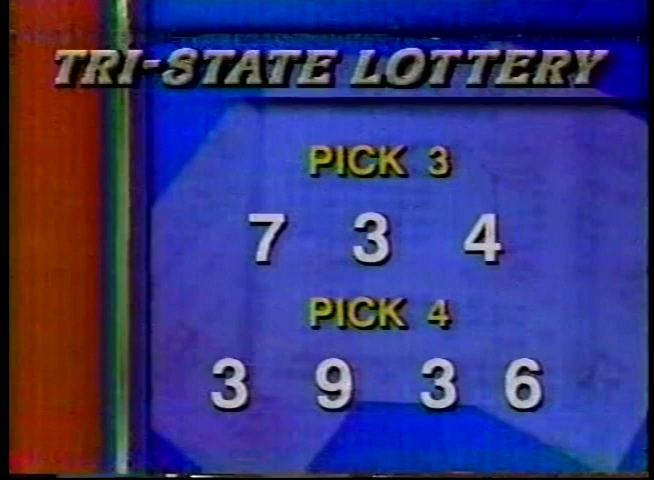 TRI-STATE LOTTERY
PICK 3
7 3 4
PICK 4
3 9 3 6